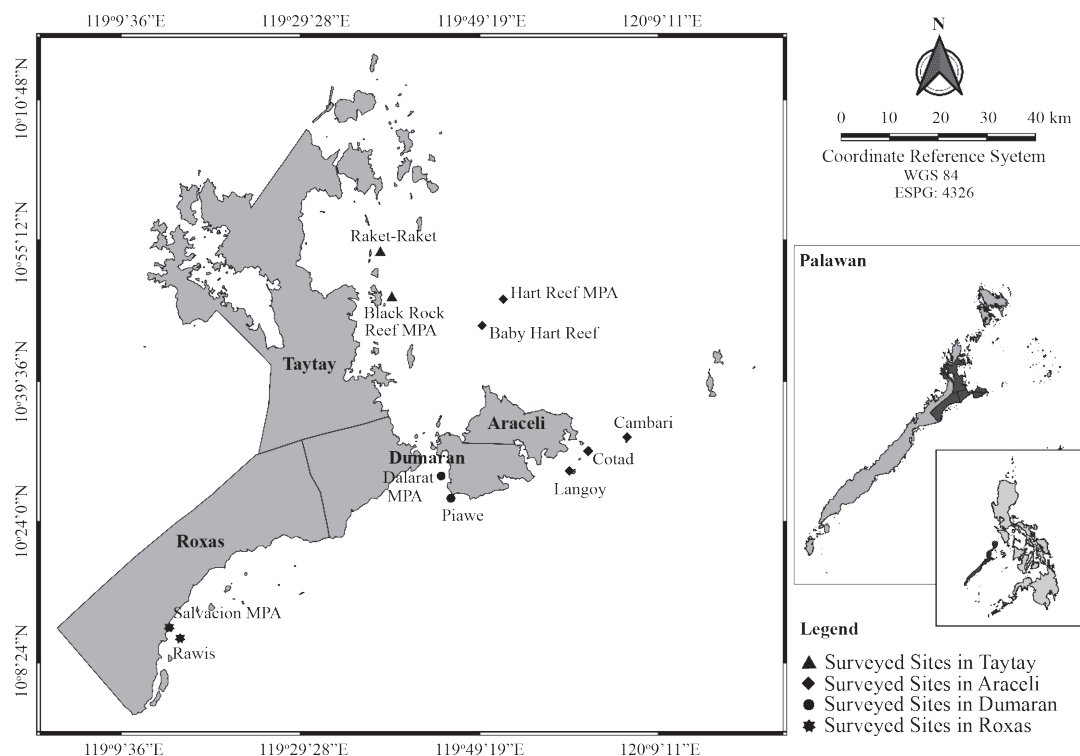 119°9’36”E 119°29’28”E 119°49’19”E 120°9’11”E
10°10’48”N
10°55’12”N
10°39’36”N
10°24’0”N
10°8’24”N
Raket-Raket
Hart Reef MPA
Black Rock
Reef MPA
Baby Hart Reef
Taytay
Araceli
Cambari
Dumaran
Cotad
Dalarat
MPA
Langoy
Piawe
Roxas
Salvacion MPA
Rawis
119°9’36”E 119°29’28”E 119°49’19”E 120°9’11”E
N
0 10 20 30 40 km
Coordinate Reference Syetem
WGS 84
ESPG: 4326
Palawan
Legend
Surveyed Sites in Taytay
Surveyed Sites in Araceli
Surveyed Sites in Dumaran
Surveyed Sites in Roxas